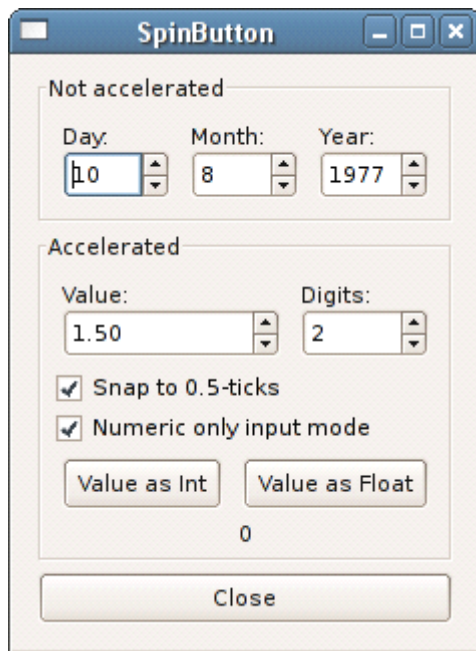 SpinButton
Not accelerated
Day: Month: Year:
10 8 1977
Accelerated
Value: Digits:
1.50 2
Snap to 0.5-ticks
Numeric only input mode
Value as Int Value as Float
0
Close